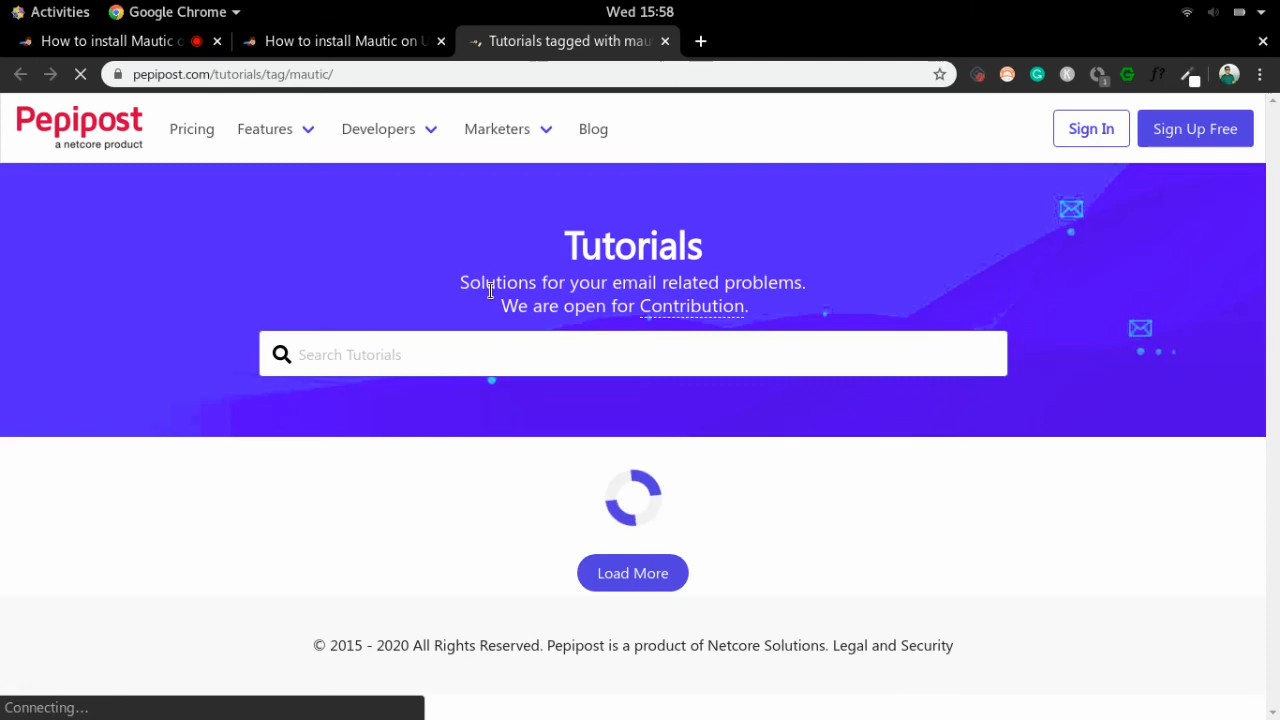 Activities Google Chrome Wed 15:58
How to install Mautic o How to install Mautic on U Tutorials tagged with mau
pepipost.com/tutorials/tag/mautic/
Pepipost
a netcore product
Pricing Features Developers Marketers Blog Sign In Sign Up Free
Tutorials
Solutions for your email related problems.
We are open for Contribution.
Search Tutorials
Load More
© 2015 - 2020 All Rights Reserved. Pepipost is a product of Netcore Solutions. Legal and Security
Connecting...